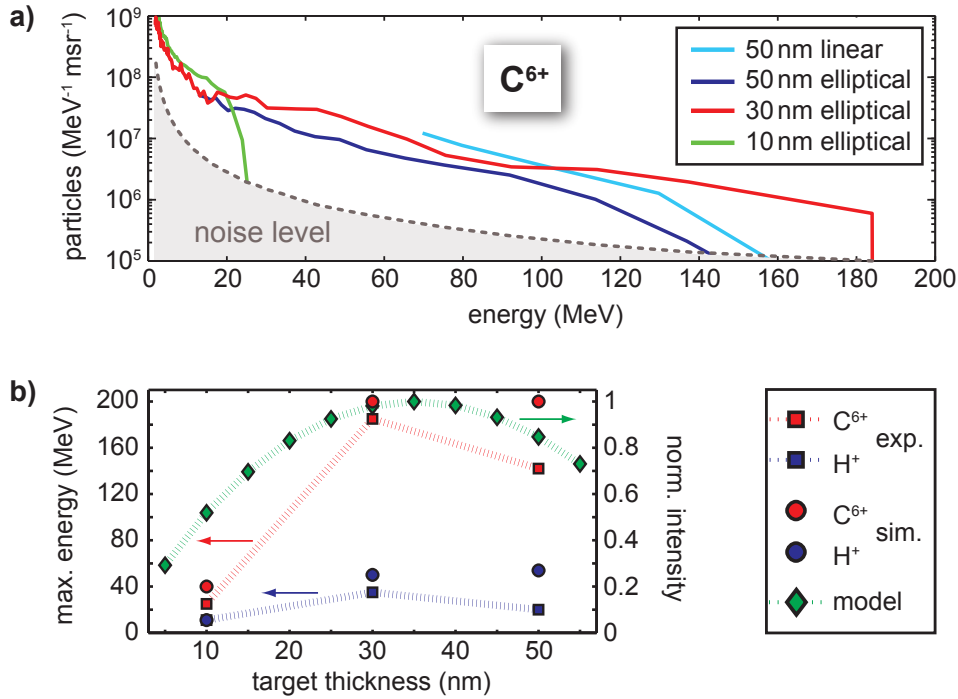 a)
particles (MeV⁻¹ msr⁻¹)
10⁹
10⁸
10⁷
10⁶
10⁵
C⁶⁺
50 nm linear
50 nm elliptical
30 nm elliptical
10 nm elliptical
noise level
0 20 40 60 80 100 120 140 160 180 200
energy (MeV)
b)
max. energy (MeV)
200
160
120
80
40
0
1
0.8
0.6
0.4
0.2
0
norm. intensity
10 20 30 40 50
target thickness (nm)
C⁶⁺
exp.
H⁺
C⁶⁺
sim.
H⁺
model